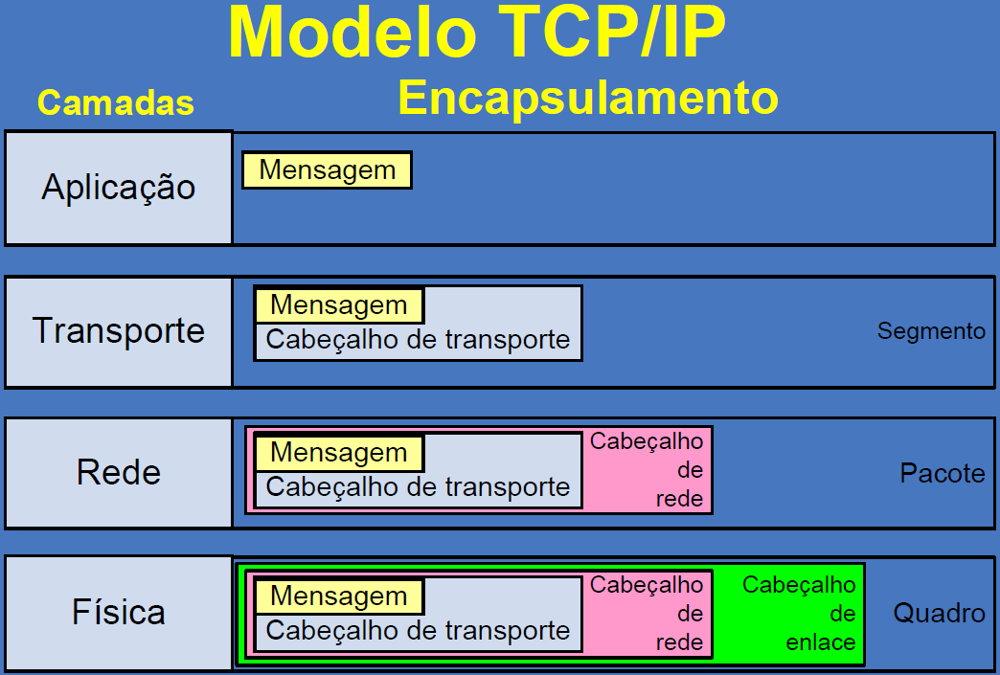 Modelo TCP/IP
Camadas
Encapsulamento
Aplicação
Mensagem
Transporte
Mensagem
Cabeçalho de transporte
Segmento
Rede
Mensagem
Cabeçalho de transporte
Cabeçalho
de
rede
Pacote
Física
Mensagem
Cabeçalho de transporte
Cabeçalho
de
rede
Cabeçalho
de
enlace
Quadro